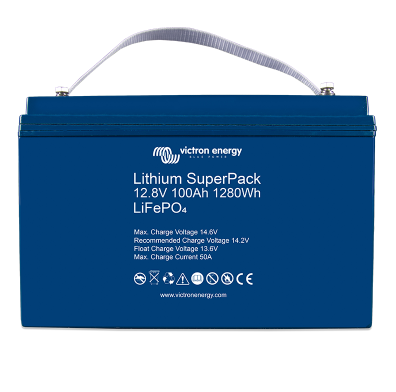 victron energy
BLUE POWER
Lithium SuperPack
12.8V 100Ah 1280Wh
LiFePO₄
Max. Charge Voltage 14.6V
Recommended Charge Voltage 14.2V
Float Charge Voltage 13.6V
Max. Charge Current 50A
CE
www.victronenergy.com